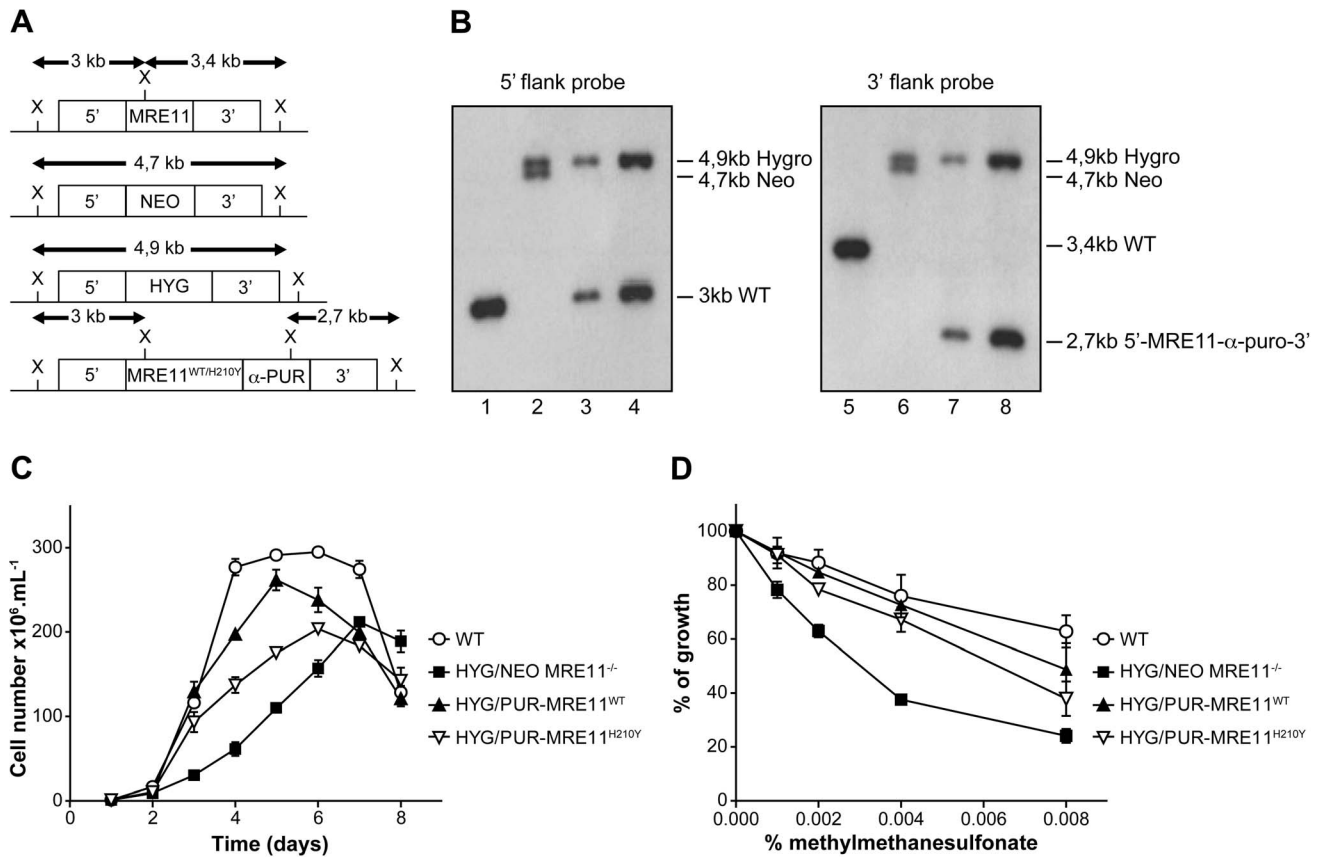 A
3 kb 3,4 kb
X
X X
5’ MRE11 3’
4,7 kb
X X
5’ NEO 3’
4,9 kb
X X
5’ HYG 3’
3 kb 2,7 kb
X X
X X
5’ MRE11WT/H210Y α-PUR 3’
B
5’ flank probe
4,9kb Hygro
4,7kb Neo
3kb WT
1 2 3 4
3’ flank probe
4,9kb Hygro
4,7kb Neo
3,4kb WT
2,7kb 5’-MRE11-α-puro-3’
5 6 7 8
C
Cell number x10⁶.mL⁻¹
300
200
100
0
0 2 4 6 8
Time (days)
WT
HYG/NEO MRE11-/-
HYG/PUR-MRE11WT
HYG/PUR-MRE11H210Y
D
% of growth
100
80
60
40
20
0
0.000 0.002 0.004 0.006 0.008
% methylmethanesulfonate
WT
HYG/NEO MRE11-/-
HYG/PUR-MRE11WT
HYG/PUR-MRE11H210Y